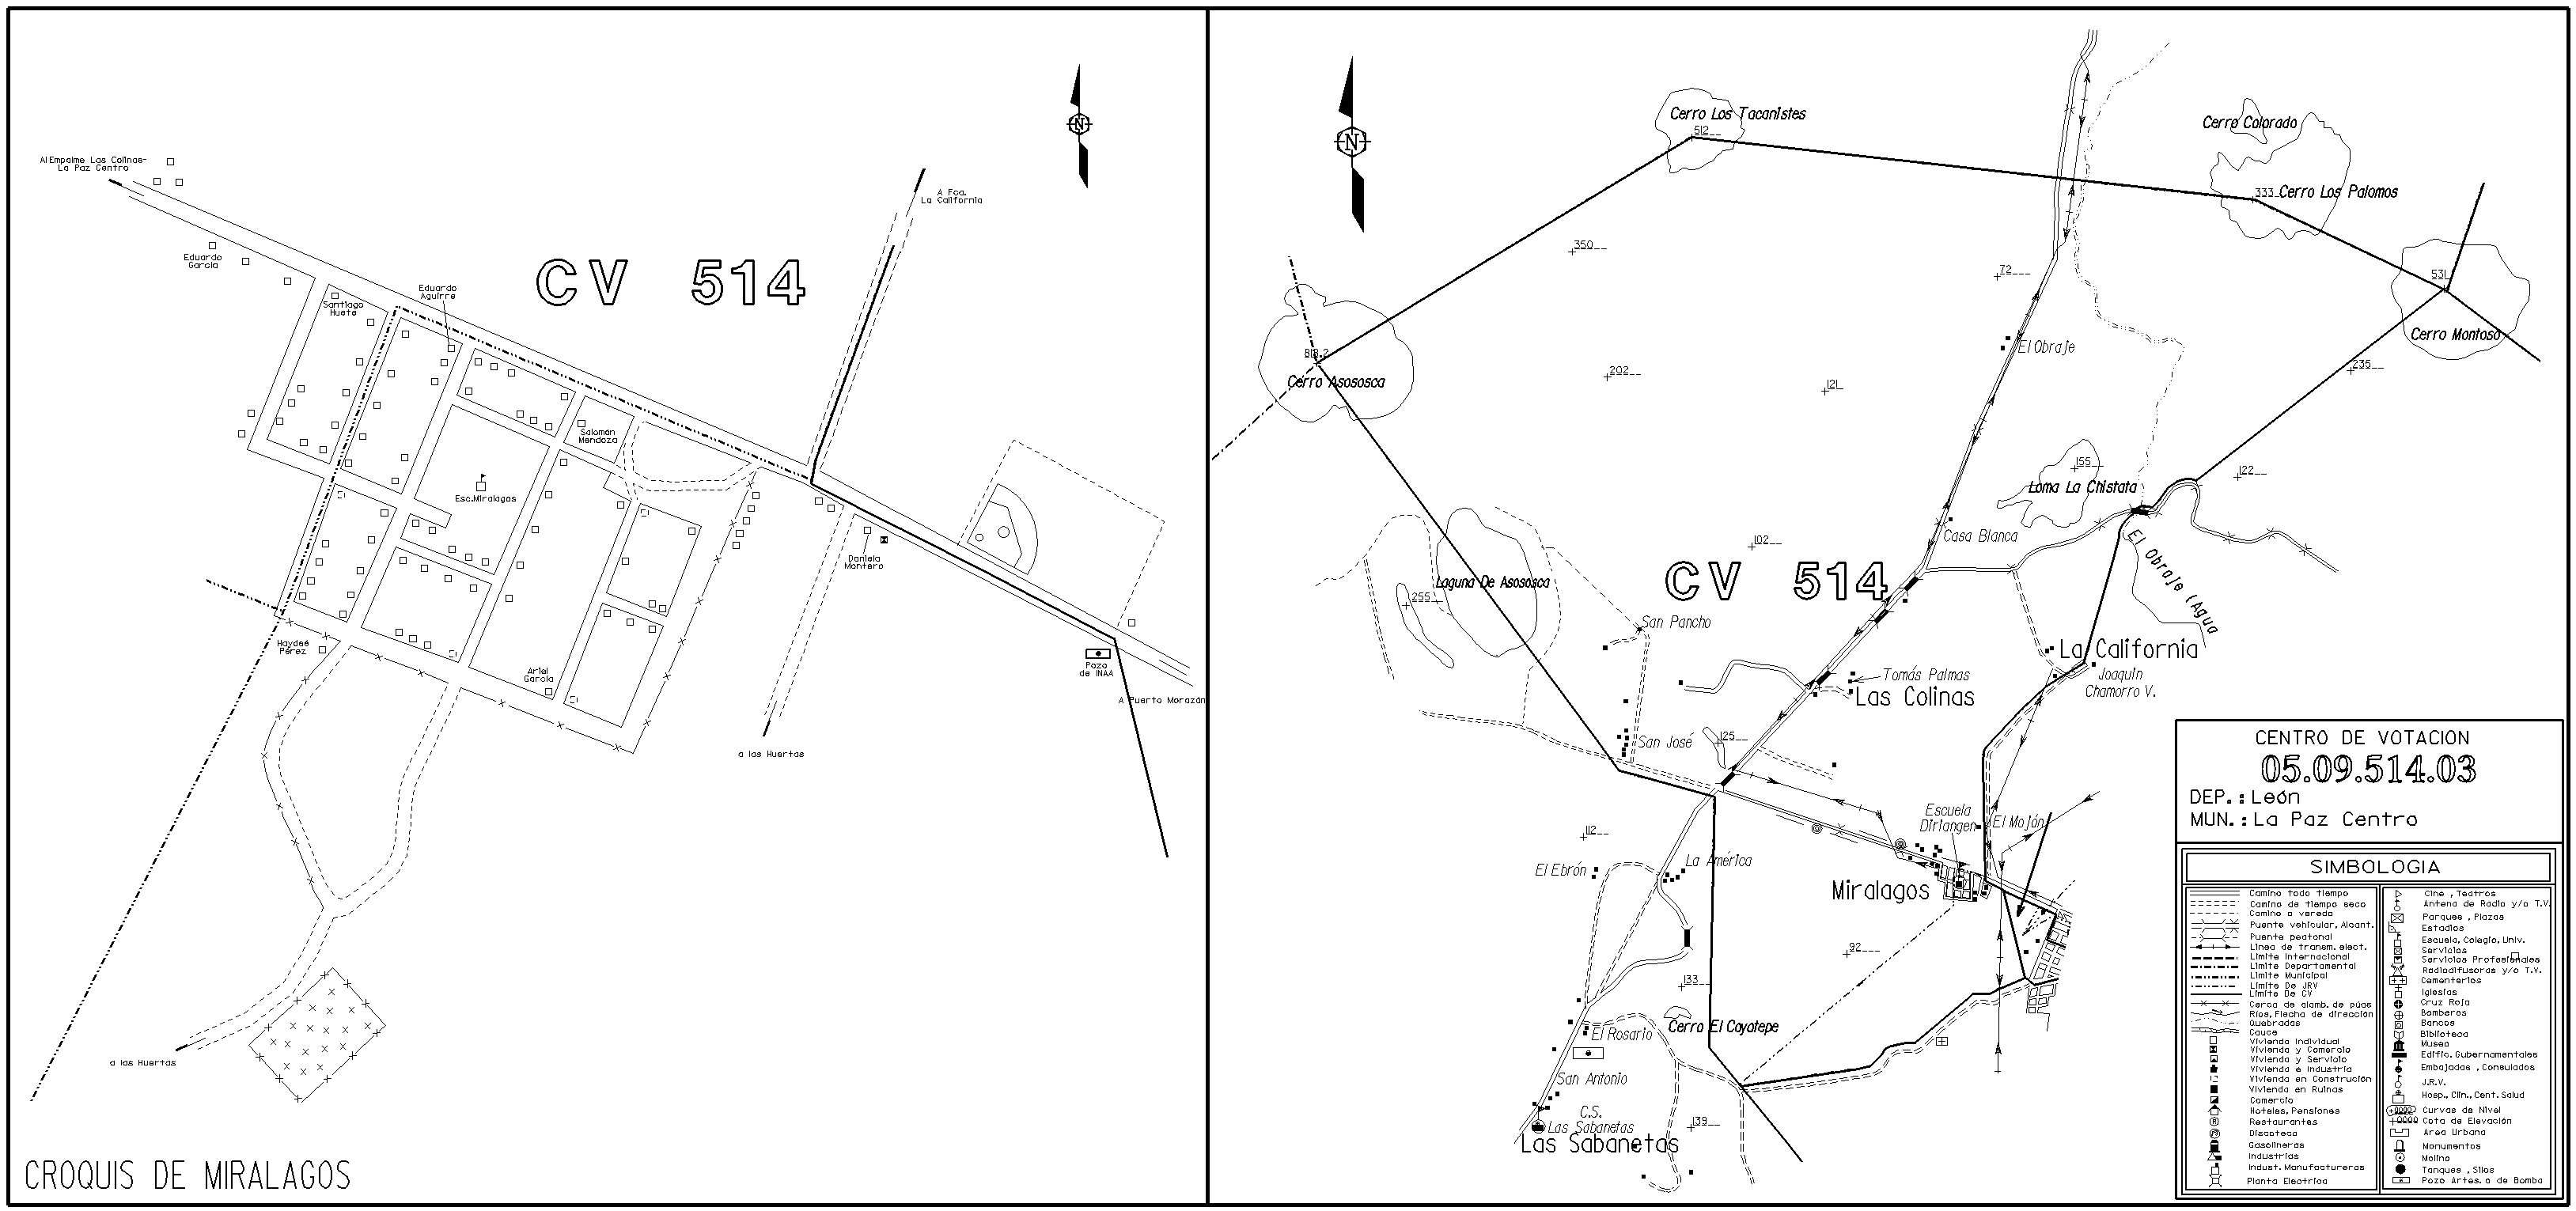 Al Empalme Las Colinas-
La Paz Centro
N
A Fca.
La California
Eduardo
García
Santiago
Huete
Eduardo
Aguirre
CV 514
Salomón
Mendoza
Esc.Miralagos
Daniela
Montero
Haydeé
Pérez
Ariel
García
Pozo
de INAA
A Puerto Morazán
a las Huertas
a las Huertas
CROQUIS DE MIRALAGOS
N
Cerro Los Tacanistes
512
Cerro Colorado
333
Cerro Los Palomos
350
72
531
Cerro Montoso
818.2
Cerro Asososca
El Obraje
202
121
235
155
Loma La Chistata
122
Casa Blanca
102
El Obraje (Agua
CV 514
Laguna De Asososca
255
San Pancho
La California
Joaquín
Chamorro V.
Tomás Palmas
Las Colinas
San José
125
Escuela
Diriangen
El Moján
112
La América
El Ebrón
Miralagos
92
133
Cerro El Coyotepe
El Rosario
San Antonio
C.S.
Las Sabanetas
Las Sabanetas
139
CENTRO DE VOTACION
05.09.514.03
DEP.: León
MUN.: La Paz Centro
SIMBOLOGIA
Camino todo tiempo
Camino de tiempo seco
Camino o vereda
Puente vehicular, Alcant.
Puente peatonal
Línea de transm. elect.
Límite Internacional
Límite Departamental
Límite Municipal
Límite De JRV
Límite De CV
Cerca de alamb. de púas
Ríos, Flecha de dirección
Quebradas
Cauce
Vivienda Individual
Vivienda y Comercio
Vivienda y Servicio
Vivienda e Industria
Vivienda en Construción
Vivienda en Ruinas
Comercio
Hoteles, Pensiones
Restaurantes
Discoteca
Gasolineras
Industrias
Indust. Manufactureras
Planta Electrica
Cine , Teatros
Antena de Radio y/o T.V.
Parques , Plazas
Estadios
Escuela, Colegio, Univ.
Servicios
Servicios Profesionales
Radiodifusoras y/o T.V.
Cementerios
Iglesias
Cruz Roja
Bomberos
Bancos
Biblioteca
Museo
Edific. Gubernamentales
Embajadas , Consulados
J.R.V.
Hosp., Clin., Cent. Salud
Curvas de Nivel
Cota de Elevación
Area Urbana
Monumentos
Molino
Tanques , Silos
Pozo Artes. o de Bomba